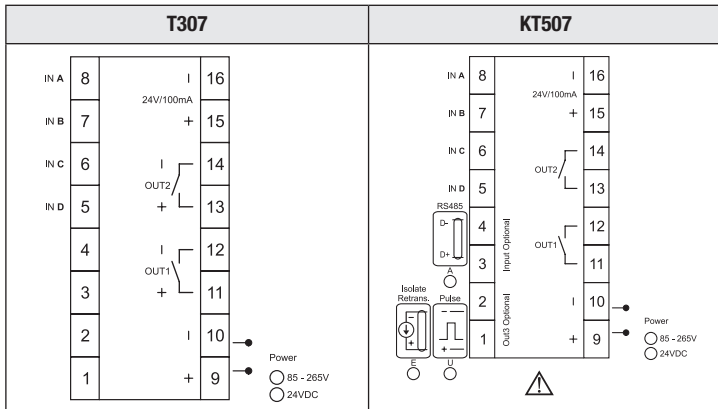 T307
KT507
IN A 8 − 16
24V/100mA
IN B 7 + 15
IN C 6 − 14
OUT2
IN D 5 + 13
4 − 12
OUT1
3 + 11
2 − 10
1 + 9
Power
85 - 265V
24VDC
IN A 8 − 16
24V/100mA
IN B 7 + 15
IN C 6 14
OUT2
IN D 5 13
RS485
D- 4 12
D+ 3 11
A
Input Optional
OUT1
Isolate
Retrans.
Pulse
− − 2 − 10
+ + 1 + 9
E U
Out3 Optional
Power
85 - 265V
24VDC